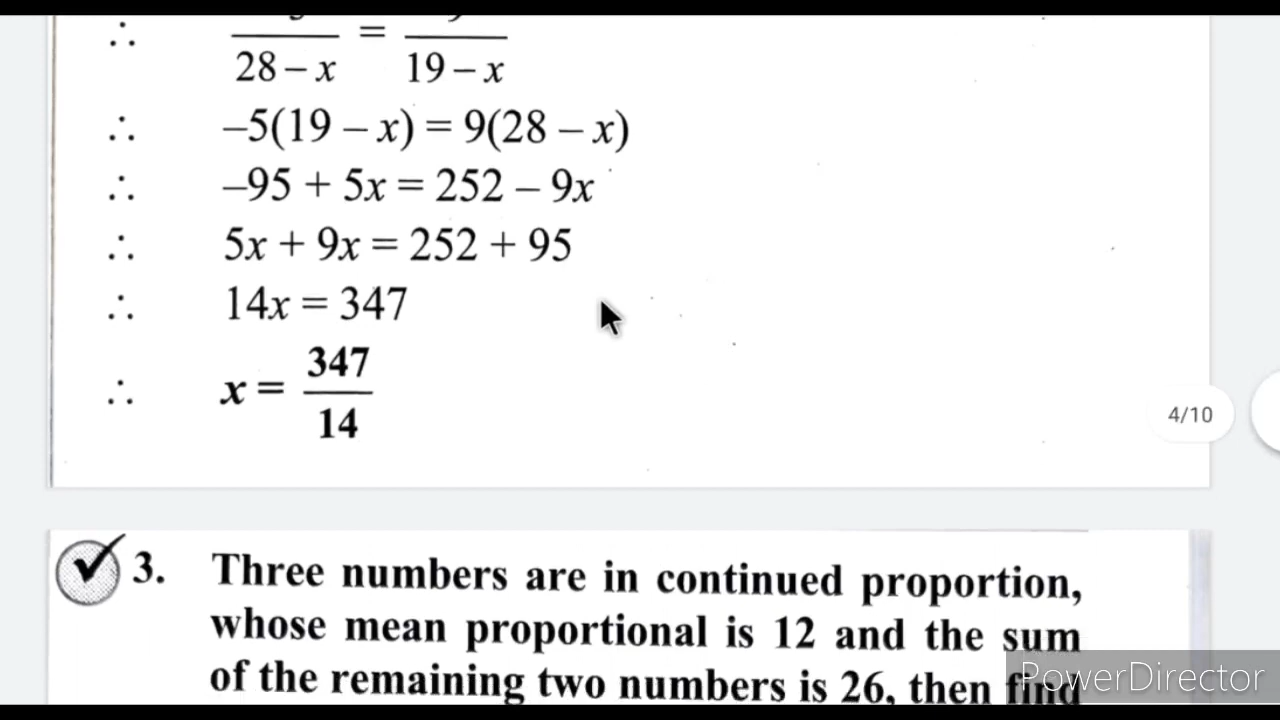 ∴ 28 – x = 19 – x
∴ –5(19 – x) = 9(28 – x)
∴ –95 + 5x = 252 – 9x
∴ 5x + 9x = 252 + 95
∴ 14x = 347
∴ x = 347/14
4/10
3. Three numbers are in continued proportion,
whose mean proportional is 12 and the sum
of the remaining two numbers is 26, then find
PowerDirector